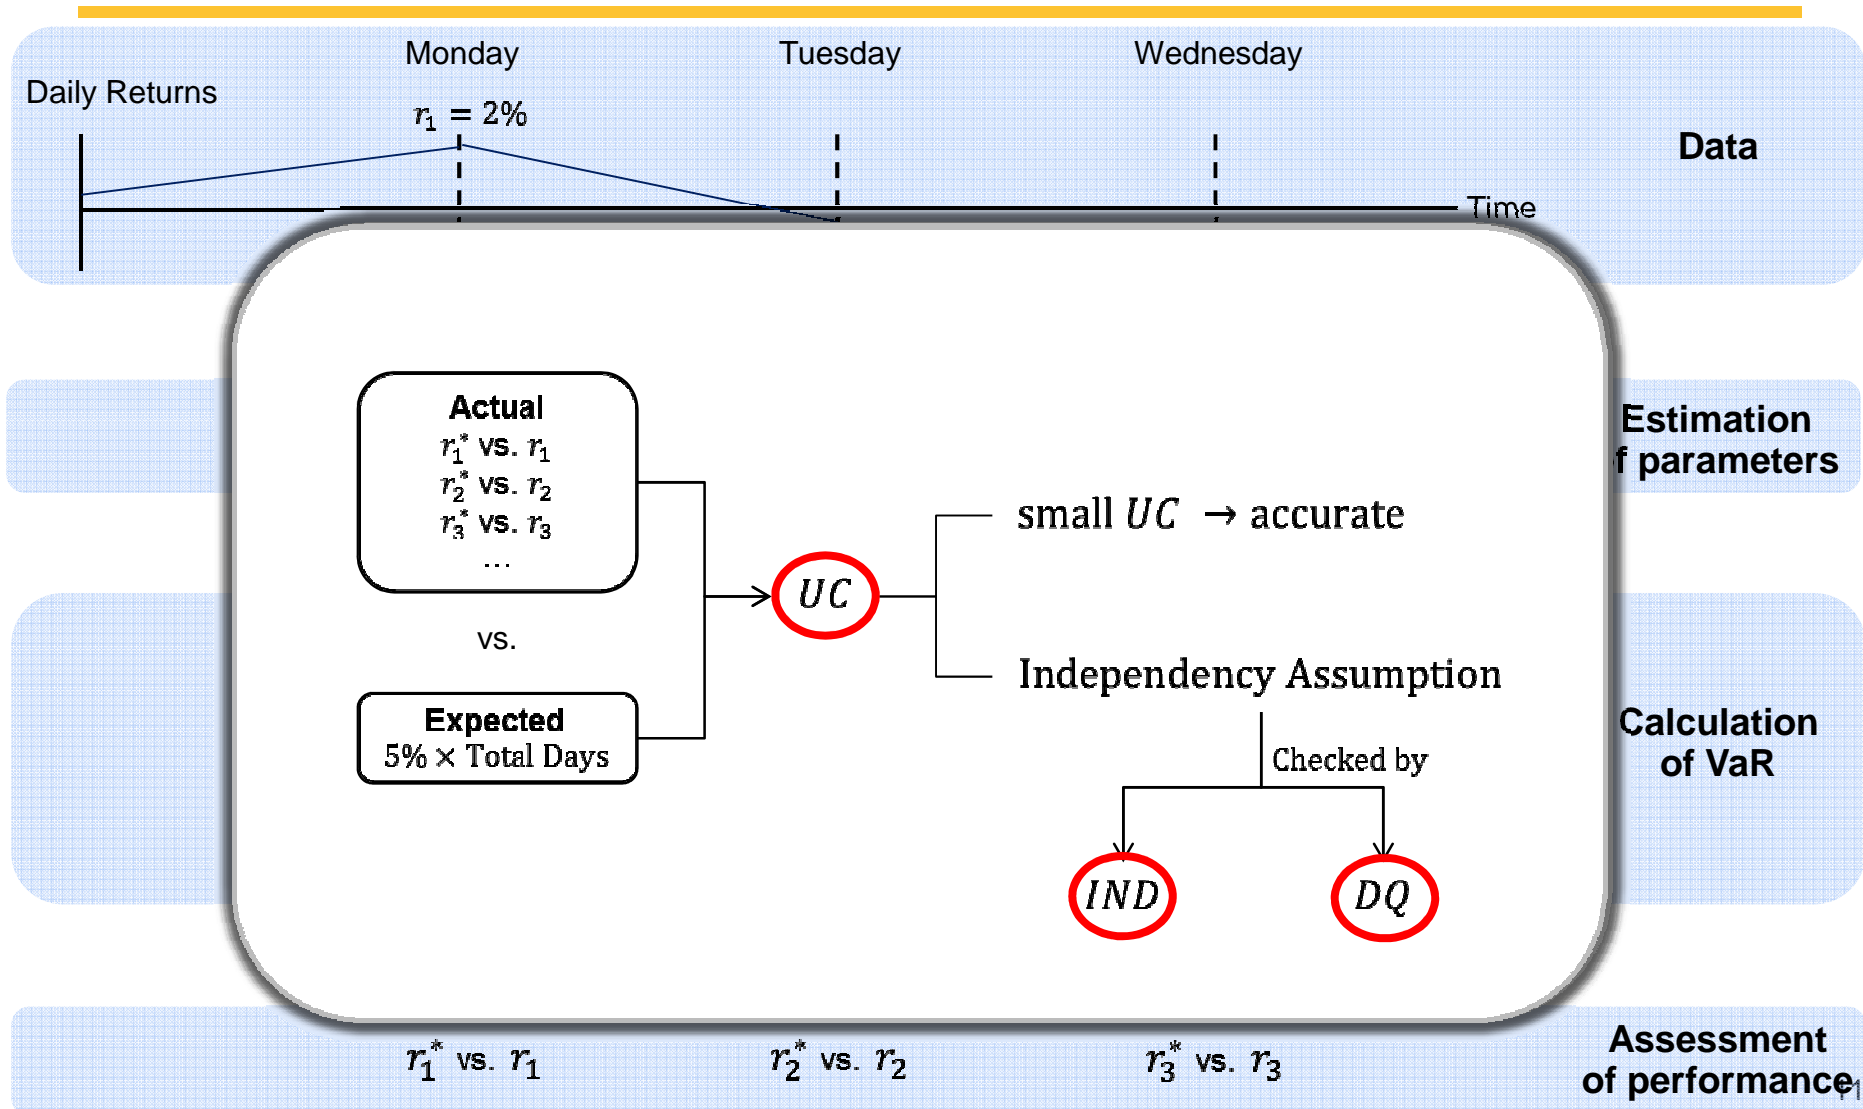 Monday Tuesday Wednesday
Daily Returns
r₁ = 2%
Data
Time
Actual
r₁* vs. r₁
r₂* vs. r₂
r₃* vs. r₃
...
vs.
Expected
5% × Total Days
UC
small UC → accurate
Independency Assumption
Checked by
IND DQ
Estimation
f parameters
Calculation
of VaR
r₁* vs. r₁ r₂* vs. r₂ r₃* vs. r₃
Assessment
of performance